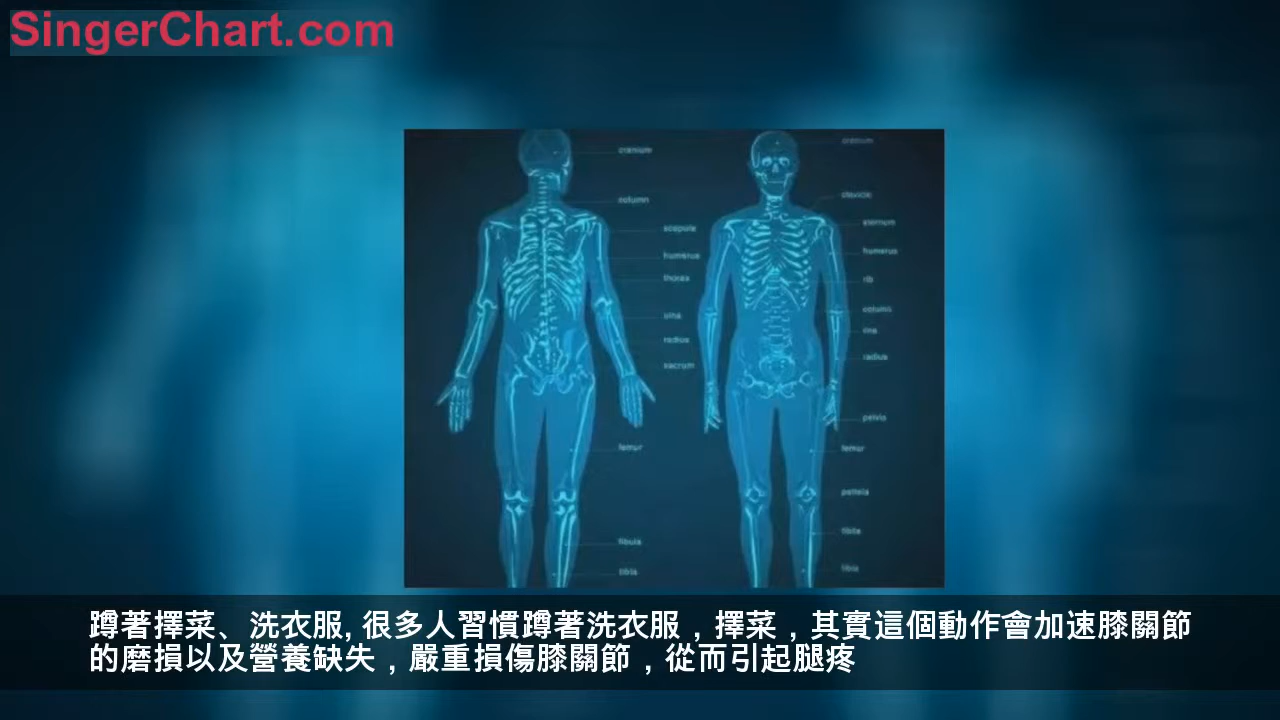 SingerChart.com
cranium
cranium
column
clavicle
sternum
scapula
humerus
humerus
thorax
rib
column
ulna
radius
radius
sacrum
pelvis
femur
femur
patella
tibia
fibula
tibia
蹲著擇菜、洗衣服, 很多人習慣蹲著洗衣服，擇菜，其實這個動作會加速膝關節
的磨損以及營養缺失，嚴重損傷膝關節，從而引起腿疼